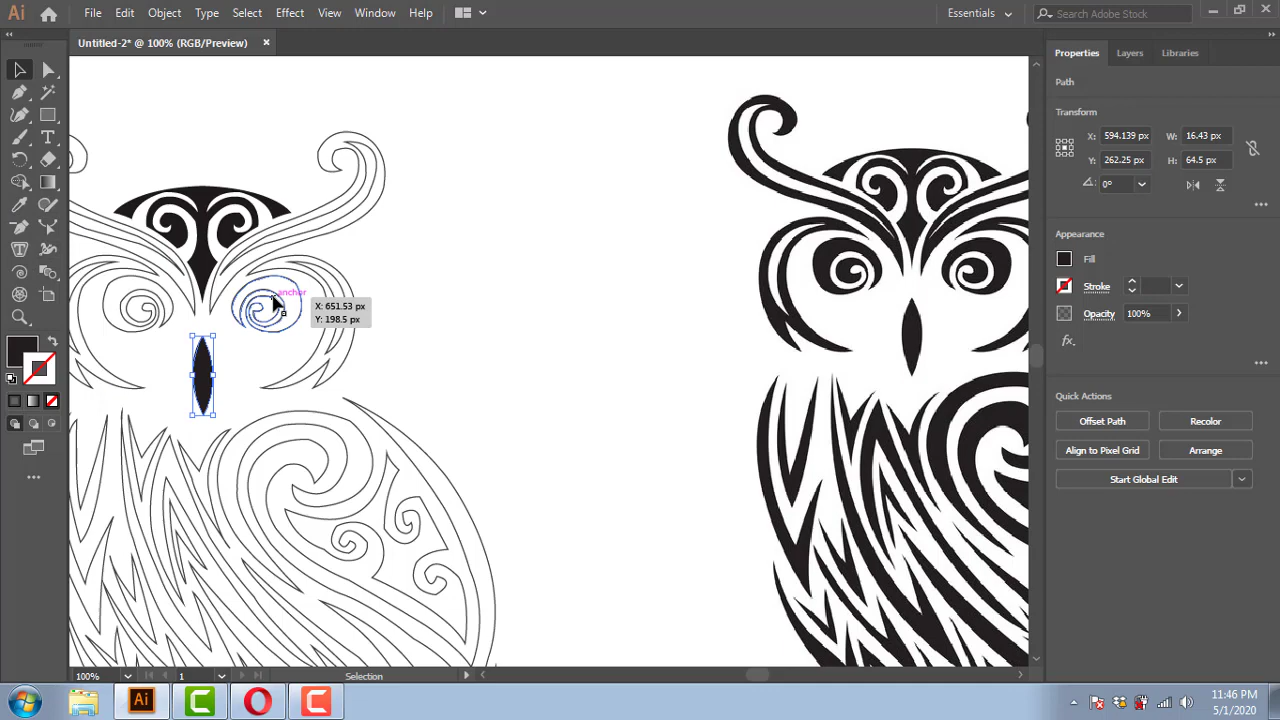 Ai File Edit Object Type Select Effect View Window Help Essentials Search Adobe Stock
Untitled-2* @ 100% (RGB/Preview) ×
Properties Layers Libraries
Path
Transform
X: 594.139 px W: 16.43 px
Y: 262.25 px H: 64.5 px
0°
Appearance
Fill
Stroke
Opacity 100%
fx
Quick Actions
Offset Path Recolor
Align to Pixel Grid Arrange
Start Global Edit
anchor
X: 651.53 px
Y: 198.5 px
100% 1 Selection
Ai
11:46 PM
5/1/2020